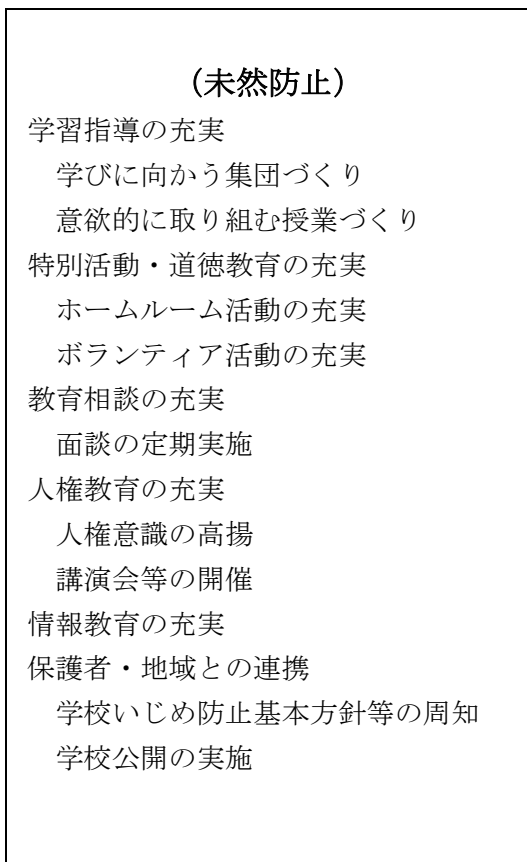 （未然防止）
学習指導の充実
学びに向かう集団づくり
意欲的に取り組む授業づくり
特別活動・道徳教育の充実
ホームルーム活動の充実
ボランティア活動の充実
教育相談の充実
面談の定期実施
人権教育の充実
人権意識の高揚
講演会等の開催
情報教育の充実
保護者・地域との連携
学校いじめ防止基本方針等の周知
学校公開の実施